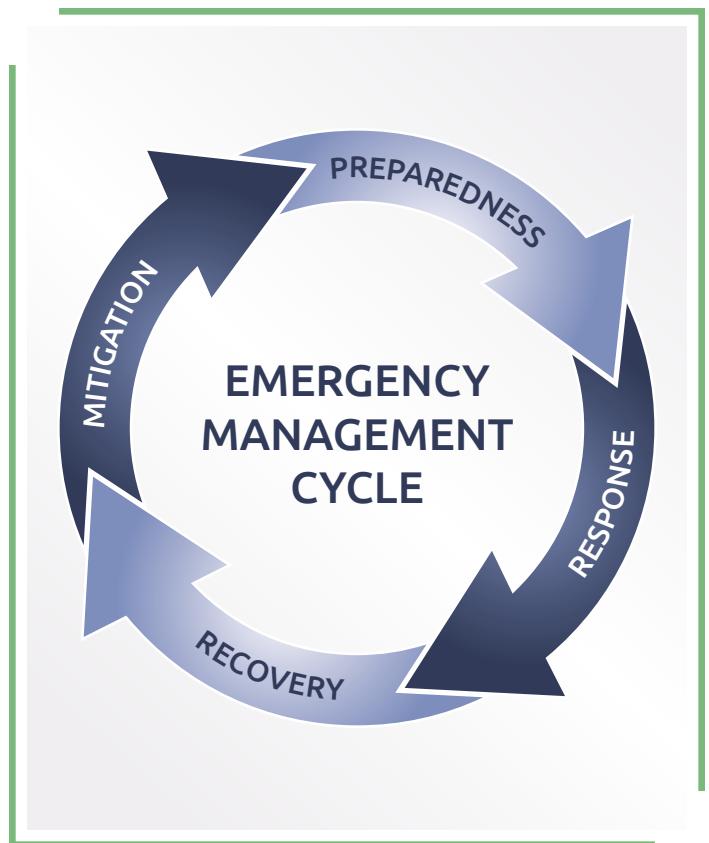 PREPAREDNESS
MITIGATION
EMERGENCY
MANAGEMENT
CYCLE
RESPONSE
RECOVERY